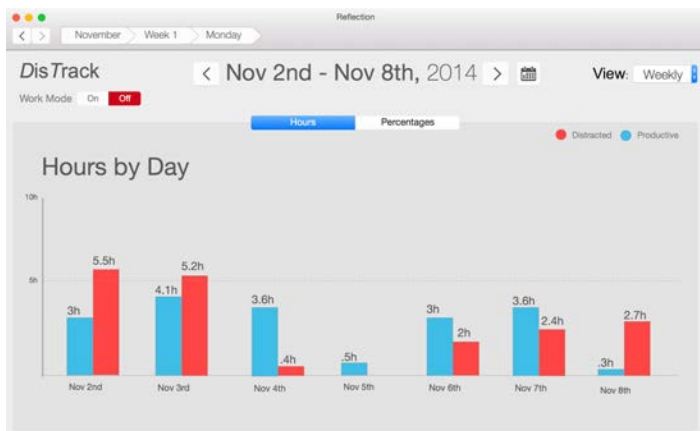 Reflection
November Week 1 Monday
DisTrack
Nov 2nd - Nov 8th, 2014
View: Weekly
Work Mode On Off
Hours Percentages
Distracted Productive
Hours by Day
10h
5h
3h 5.5h
4.1h 5.2h
3.6h .4h
.5h
3h 2h
3.6h 2.4h
.3h 2.7h
Nov 2nd Nov 3rd Nov 4th Nov 5th Nov 6th Nov 7th Nov 8th